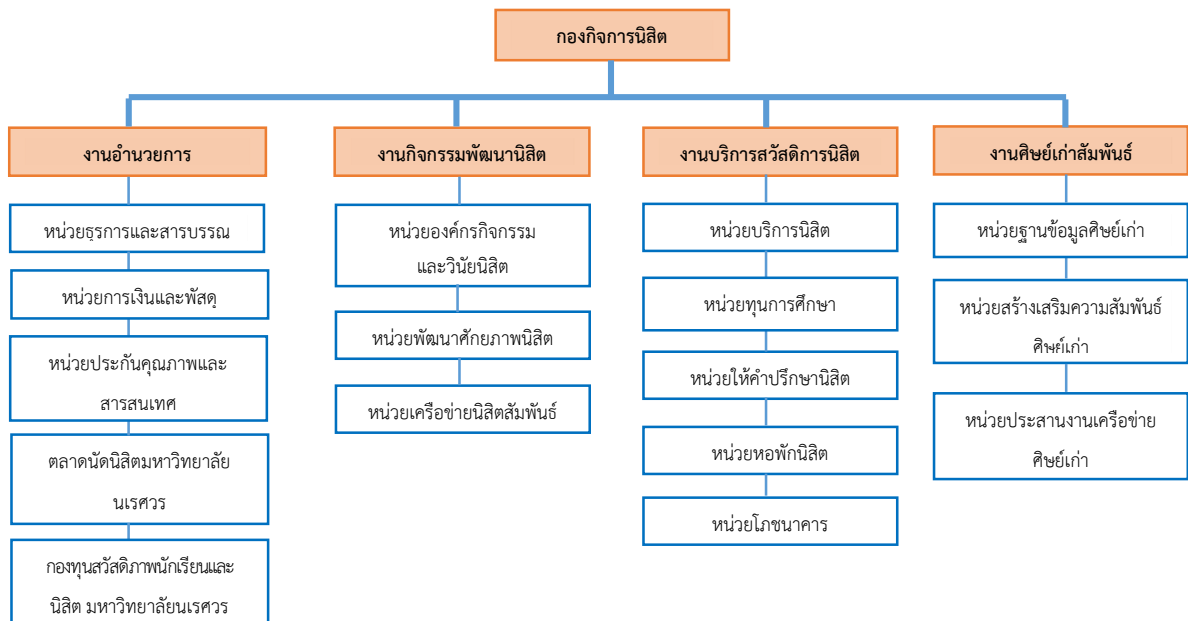 กองกิจการนิสิต
งานอำนวยการ
หน่วยธุรการและสารบรรณ
หน่วยการเงินและพัสดุ
หน่วยประกันคุณภาพและ
สารสนเทศ
ตลาดนัดนิสิตมหาวิทยาลัย
นเรศวร
กองทุนสวัสดิภาพนักเรียนและ
นิสิต มหาวิทยาลัยนเรศวร
งานกิจกรรมพัฒนานิสิต
หน่วยองค์กรกิจกรรม
และวินัยนิสิต
หน่วยพัฒนาศักยภาพนิสิต
หน่วยเครือข่ายนิสิตสัมพันธ์
งานบริการสวัสดิการนิสิต
หน่วยบริการนิสิต
หน่วยทุนการศึกษา
หน่วยให้คำปรึกษานิสิต
หน่วยหอพักนิสิต
หน่วยโภชนาคาร
งานศิษย์เก่าสัมพันธ์
หน่วยฐานข้อมูลศิษย์เก่า
หน่วยสร้างเสริมความสัมพันธ์
ศิษย์เก่า
หน่วยประสานงานเครือข่าย
ศิษย์เก่า